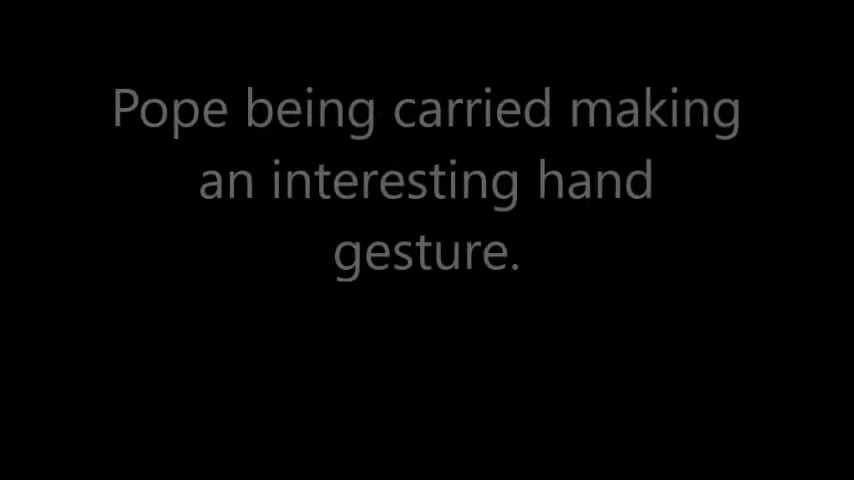 Pope being carried making
an interesting hand
gesture.